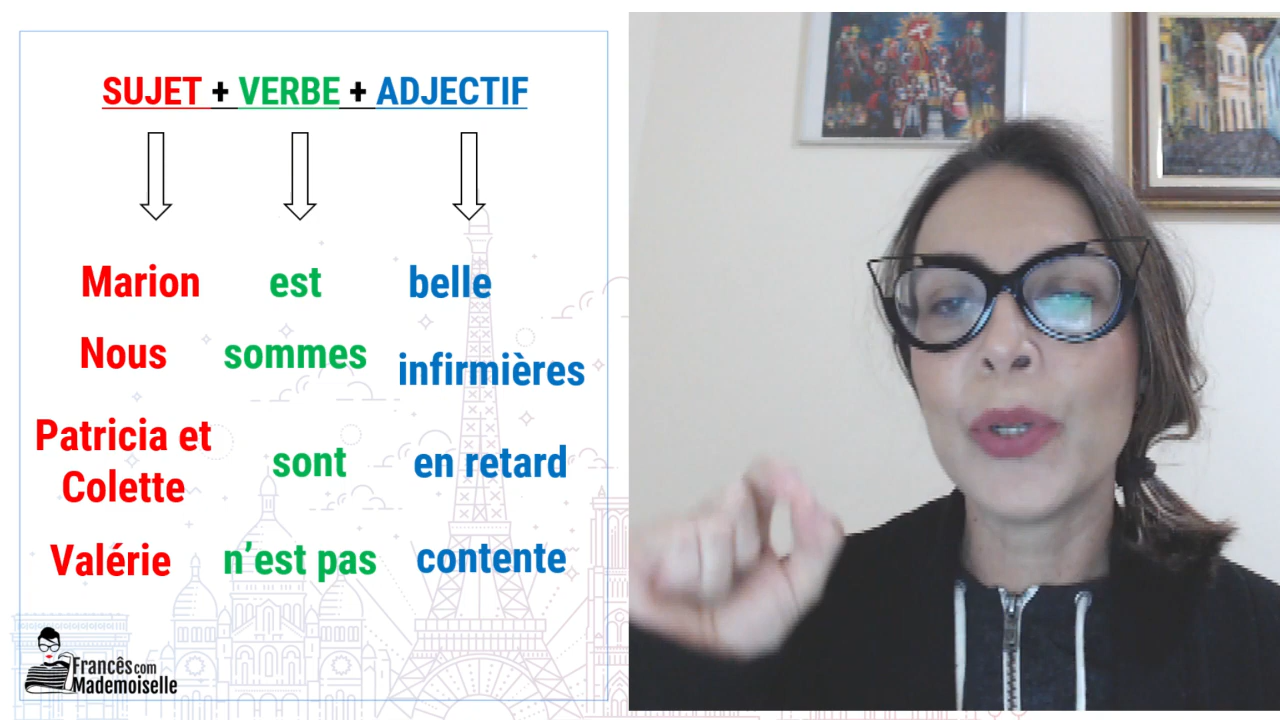 SUJET + VERBE + ADJECTIF
Marion est belle
Nous sommes infirmières
Patricia et
Colette sont en retard
Valérie n'est pas contente
Francês com
Mademoiselle